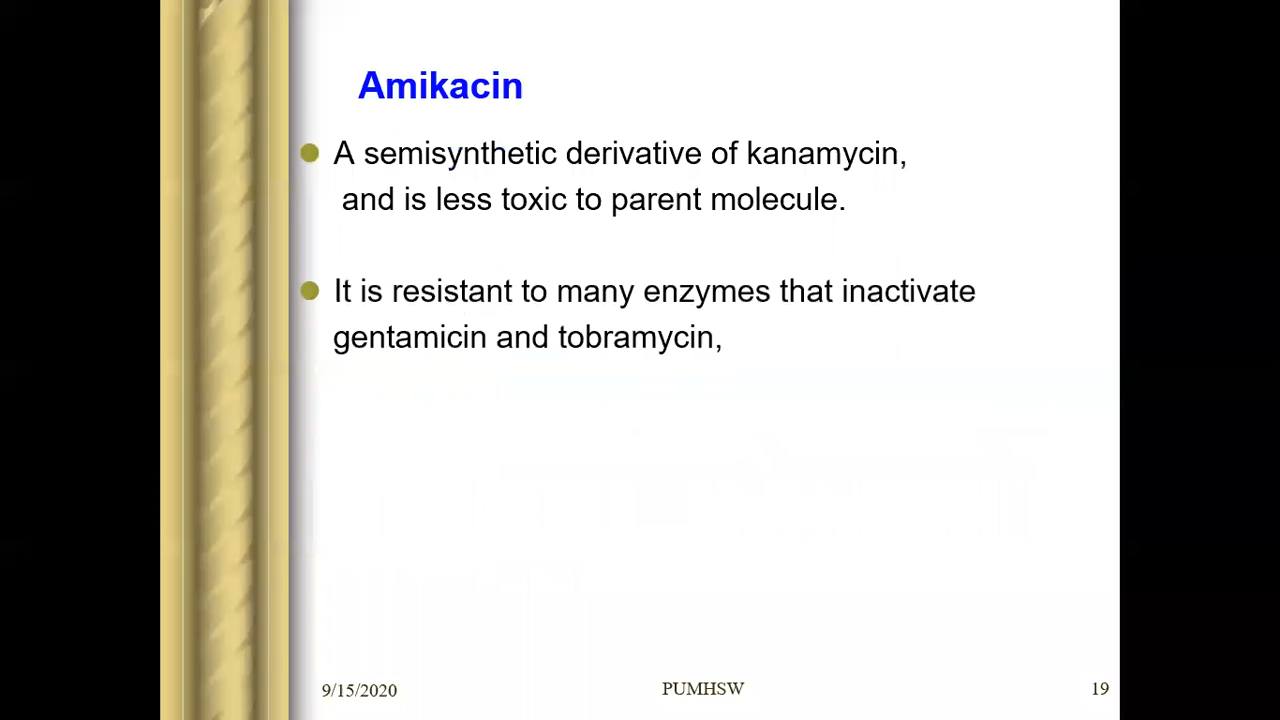 Amikacin
A semisynthetic derivative of kanamycin,
and is less toxic to parent molecule.
It is resistant to many enzymes that inactivate
gentamicin and tobramycin,
9/15/2020
PUMHSW
19